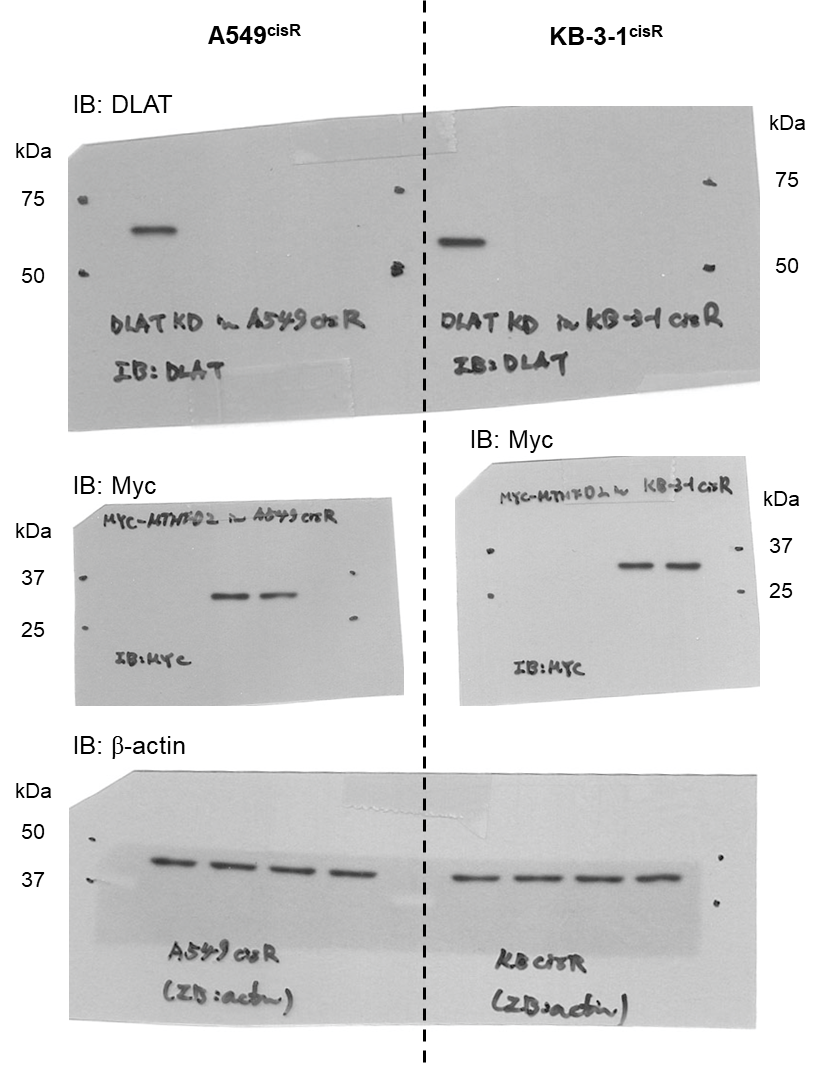 A549cisR
KB-3-1cisR
IB: DLAT
kDa
75
50
kDa
75
50
DLAT KD in A549 cisR
IB: DLAT
DLAT KD in KB-3-1 cisR
IB: DLAT
IB: Myc
kDa
37
25
MYC-MTHFD2 in A549 cisR
IB: MYC
IB: Myc
kDa
37
25
MYC-MTHFD2 in KB-3-1 cisR
IB: MYC
IB: β-actin
kDa
50
37
A549 cisR
(IB: actin)
KB cisR
(IB: actin)